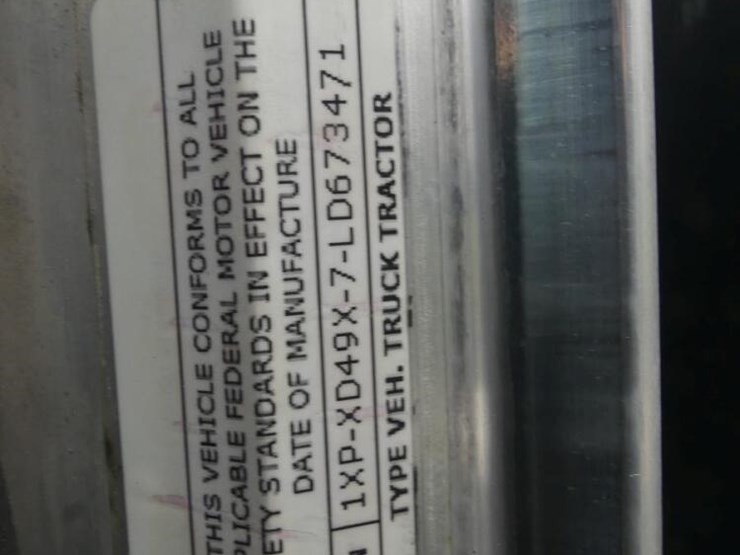 THIS VEHICLE CONFORMS TO ALL
PLICABLE FEDERAL MOTOR VEHICLE
ETY STANDARDS IN EFFECT ON THE
DATE OF MANUFACTURE
1XP-XD49X-7-LD673471
TYPE VEH. TRUCK TRACTOR